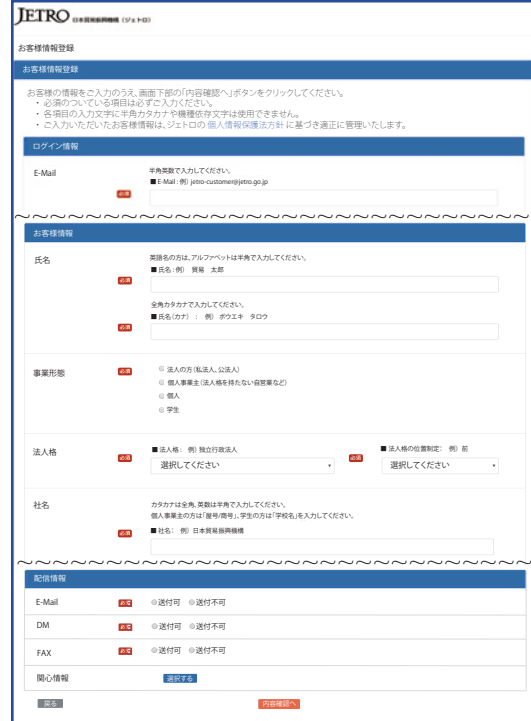 JETRO 日本貿易振興機構（ジェトロ）
お客様情報登録
お客様情報登録
お客様の情報をご入力のうえ、画面下部の「内容確認へ」ボタンをクリックしてください。
・ 必須のついている項目は必ずご入力ください。
・ 各項目の入力文字に半角カタカナや機種依存文字は使用できません。
・ ご入力いただいたお客様情報は、ジェトロの 個人情報保護法方針 に基づき適正に管理いたします。
ログイン情報
半角英数で入力してください。
E-Mail ■ E-Mail : 例） jetro-customer@jetro.go.jp
必須
お客様情報
氏名 英語名の方は、アルファベットは半角で入力してください。
■ 氏名 : 例） 貿易 太郎
必須
全角カタカナで入力してください。
■ 氏名（カナ） : 例） ボウエキ タロウ
必須
事業形態 必須 法人の方（私法人、公法人）
個人事業主（法人格を持たない自営業など）
個人
学生
法人格 ■ 法人格 : 例） 独立行政法人 ■ 法人格の位置制定 : 例） 前
必須 選択してください 必須 選択してください
社名 カタカナは全角、英数は半角で入力してください。
個人事業主の方は「屋号/商号」、学生の方は「学校名」を入力してください。
必須 ■ 社名 : 例） 日本貿易振興機構
配信情報
E-Mail 必須 送付可 送付不可
DM 必須 送付可 送付不可
FAX 必須 送付可 送付不可
関心情報 選択する
戻る 内容確認へ